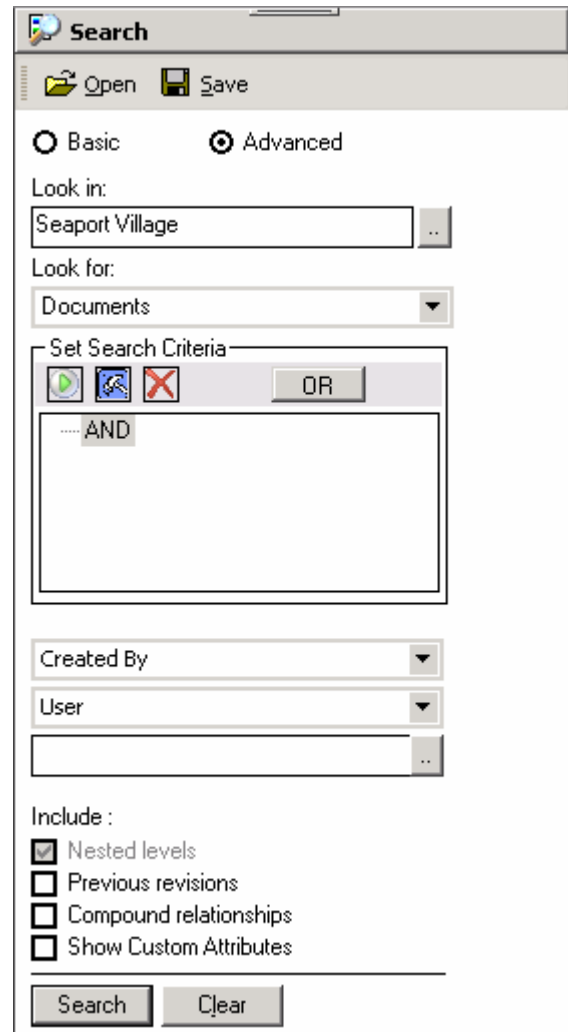 Search
Open Save
Basic Advanced
Look in:
Seaport Village ..
Look for:
Documents
Set Search Criteria
OR
AND
Created By
User
..
Include :
Nested levels
Previous revisions
Compound relationships
Show Custom Attributes
Search Clear